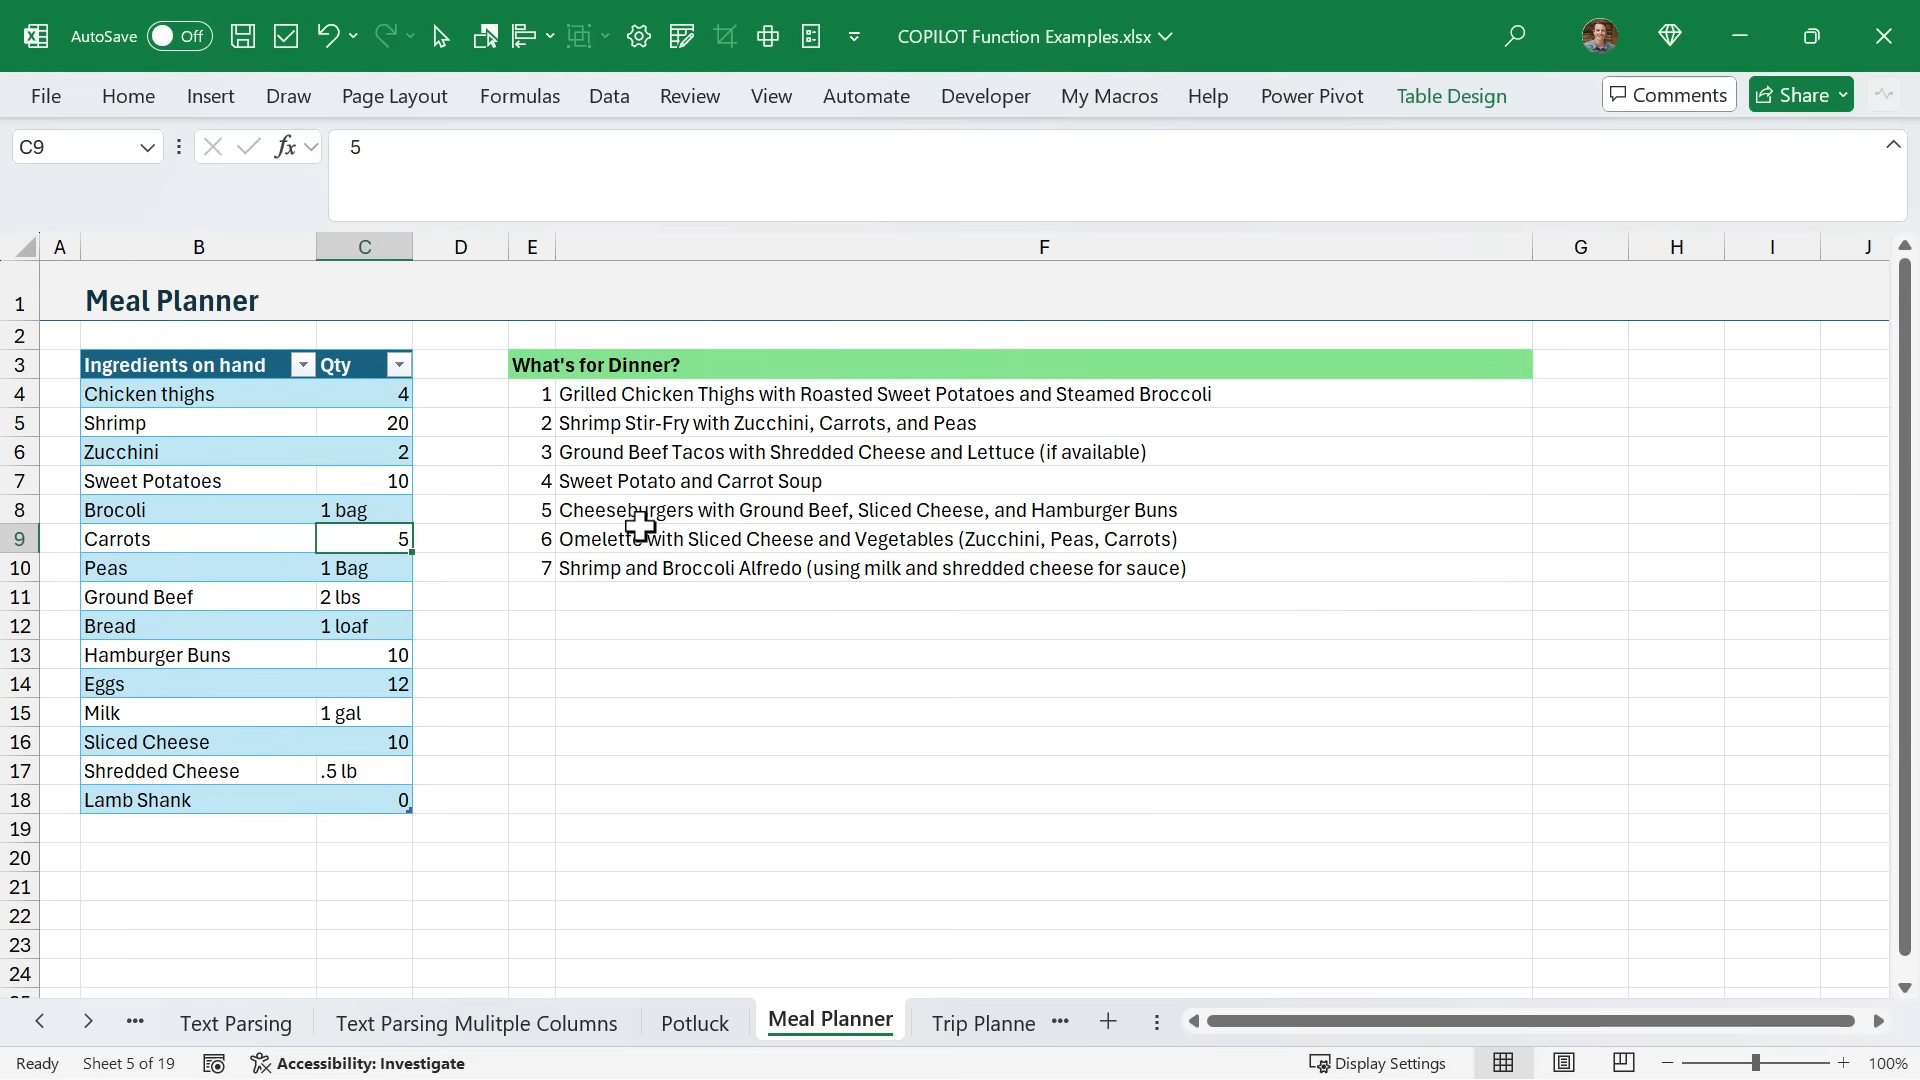 AutoSave Off COPILOT Function Examples.xlsx
File Home Insert Draw Page Layout Formulas Data Review View Automate Developer My Macros Help Power Pivot Table Design Comments Share
C9 fx 5
A B C D E F G H I J
1 Meal Planner
2
3 Ingredients on hand Qty What's for Dinner?
4 Chicken thighs 4 1 Grilled Chicken Thighs with Roasted Sweet Potatoes and Steamed Broccoli
5 Shrimp 20 2 Shrimp Stir-Fry with Zucchini, Carrots, and Peas
6 Zucchini 2 3 Ground Beef Tacos with Shredded Cheese and Lettuce (if available)
7 Sweet Potatoes 10 4 Sweet Potato and Carrot Soup
8 Brocoli 1 bag 5 Cheeseburgers with Ground Beef, Sliced Cheese, and Hamburger Buns
9 Carrots 5 6 Omelette with Sliced Cheese and Vegetables (Zucchini, Peas, Carrots)
10 Peas 1 Bag 7 Shrimp and Broccoli Alfredo (using milk and shredded cheese for sauce)
11 Ground Beef 2 lbs
12 Bread 1 loaf
13 Hamburger Buns 10
14 Eggs 12
15 Milk 1 gal
16 Sliced Cheese 10
17 Shredded Cheese .5 lb
18 Lamb Shank 0
19
20
21
22
23
24
Text Parsing Text Parsing Mulitple Columns Potluck Meal Planner Trip Planne
Ready Sheet 5 of 19 Accessibility: Investigate Display Settings 100%